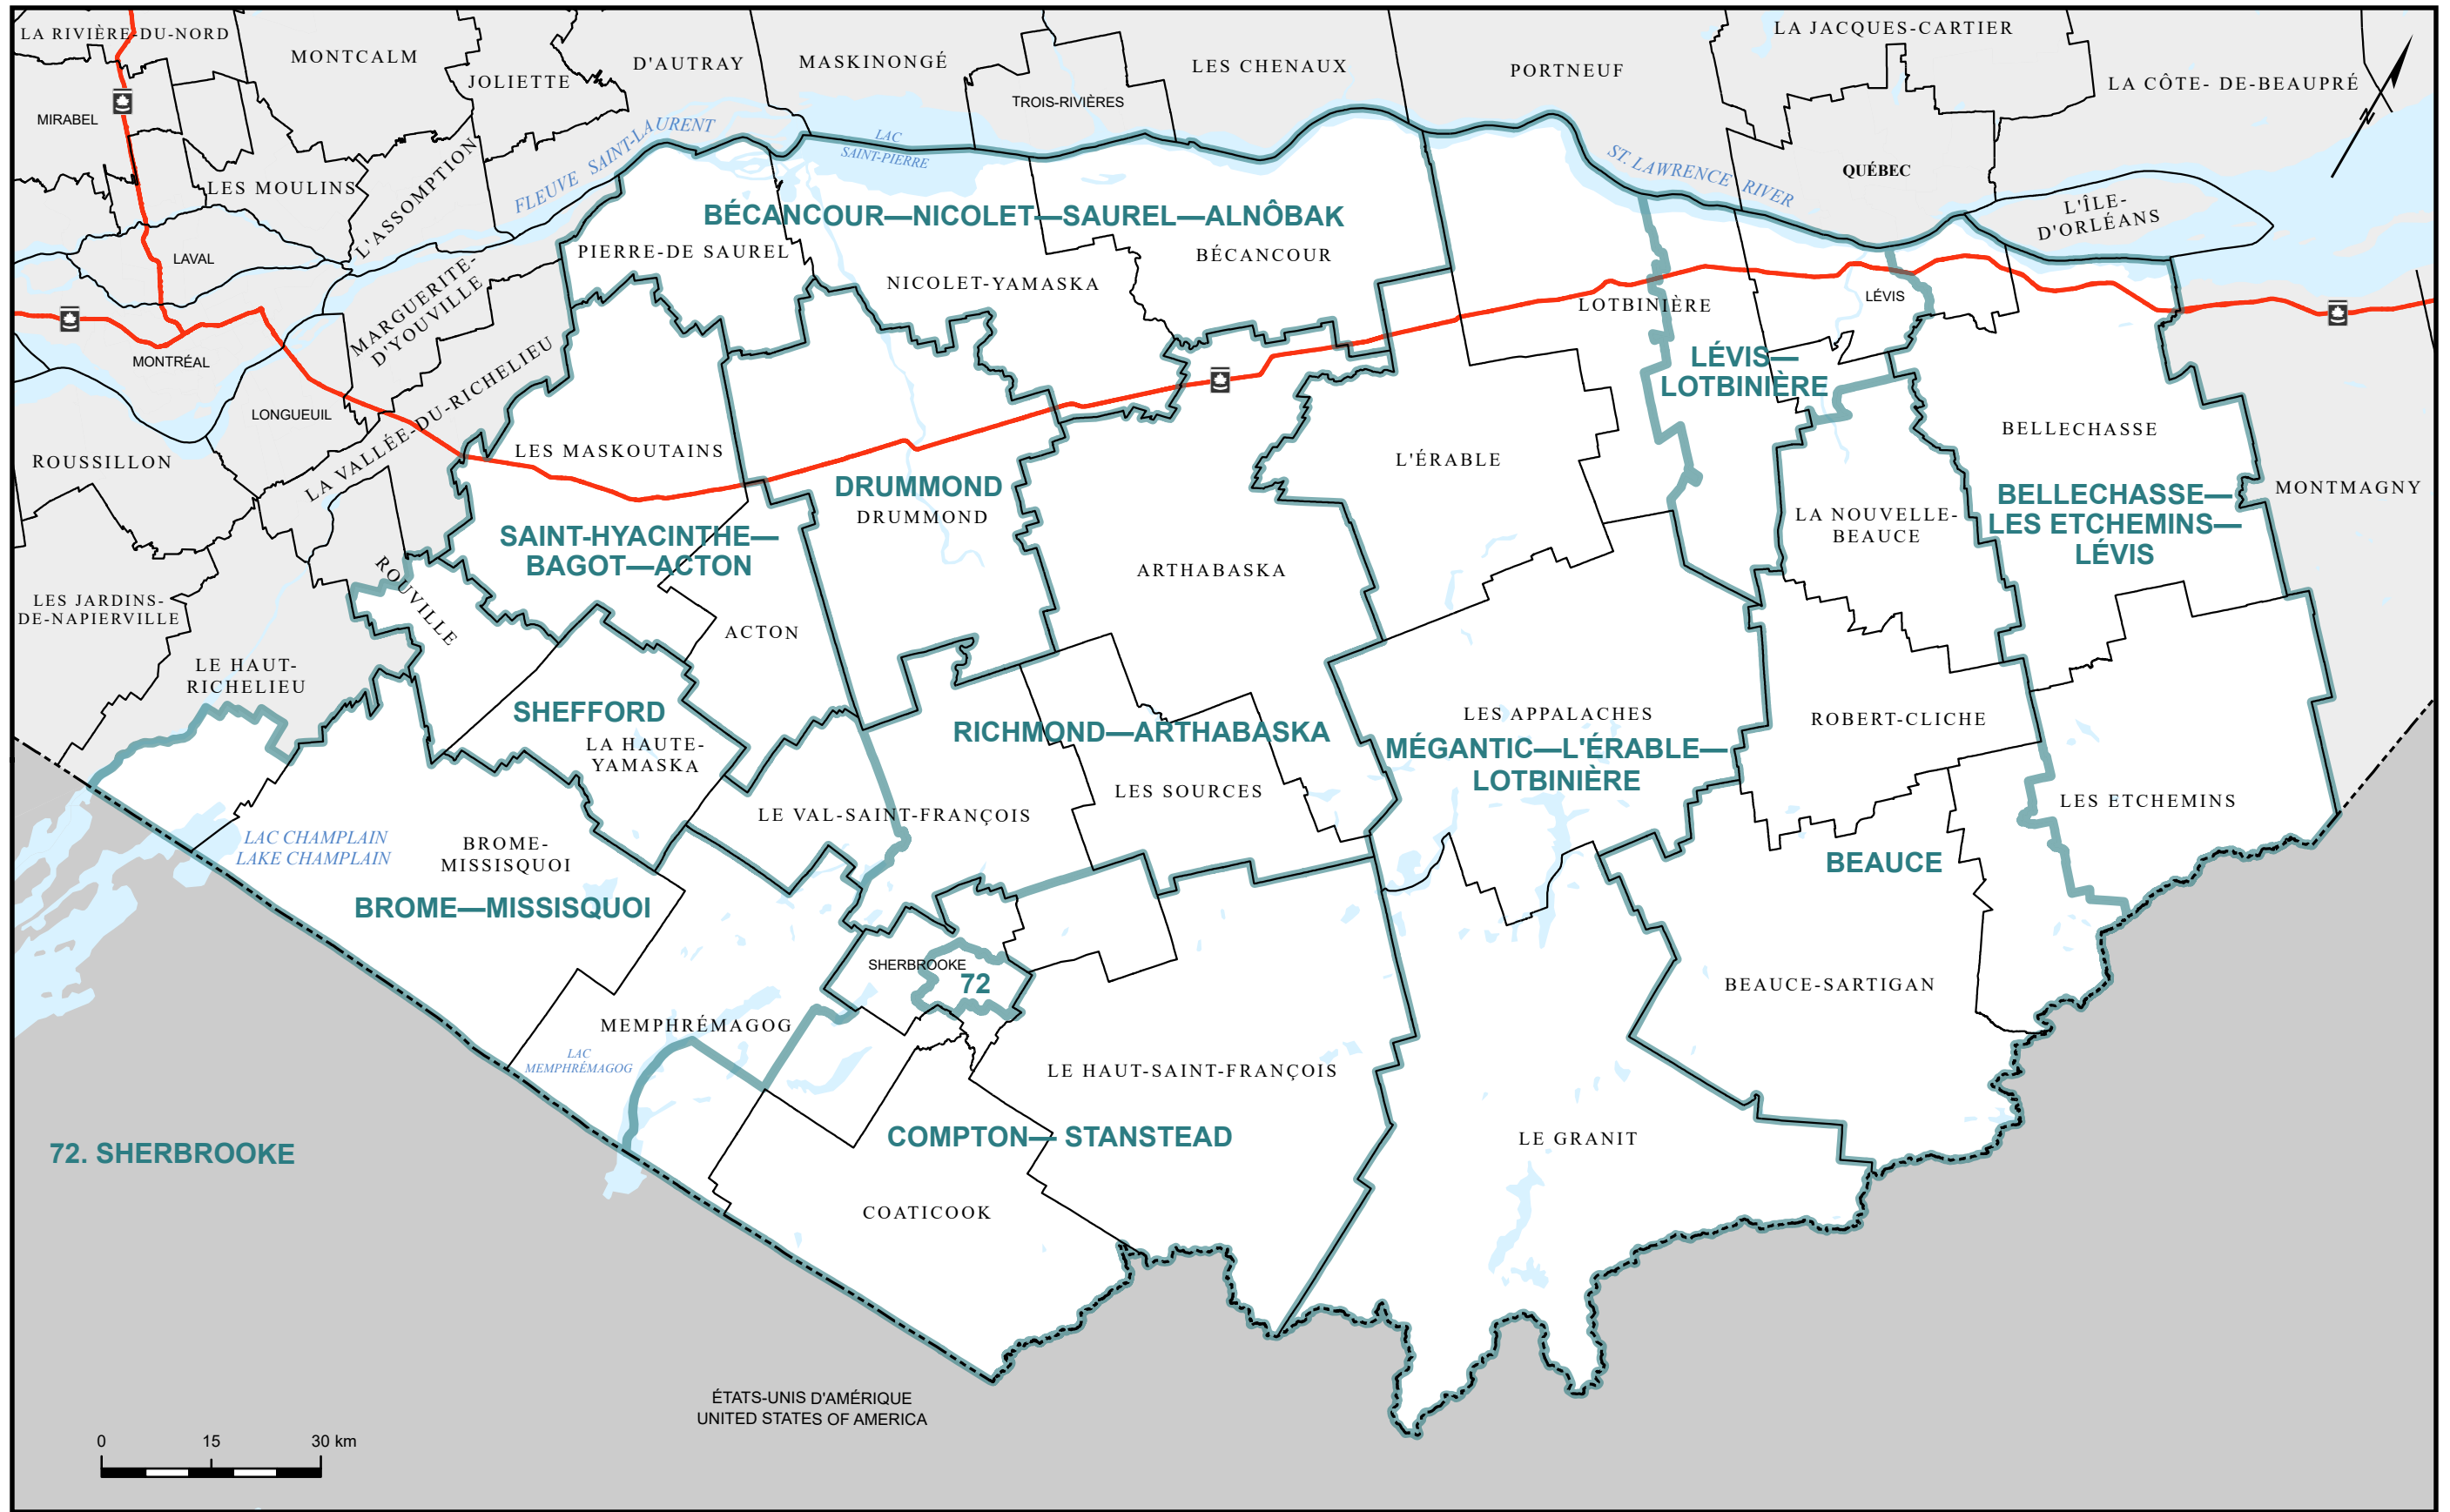 LA RIVIÈRE-DU-NORD
MONTCALM
JOLIETTE
D'AUTRAY
MASKINONGÉ
TROIS-RIVIÈRES
LES CHENAUX
PORTNEUF
LA JACQUES-CARTIER
LA CÔTE- DE-BEAUPRÉ
MIRABEL
LES MOULINS
L'ASSOMPTION
FLEUVE SAINT-LAURENT
LAC
SAINT-PIERRE
ST. LAWRENCE RIVER
QUÉBEC
L'ÎLE-
D'ORLÉANS
LAVAL
BÉCANCOUR—NICOLET—SAUREL—ALNÔBAK
PIERRE-DE SAUREL
NICOLET-YAMASKA
BÉCANCOUR
MARGUERITE-
D'YOUVILLE
LOTBINIÈRE
LÉVIS
MONTRÉAL
LONGUEUIL
LA VALLÉE-DU-RICHELIEU
LÉVIS—
LOTBINIÈRE
ROUSSILLON
LES MASKOUTAINS
L'ÉRABLE
BELLECHASSE
DRUMMOND
DRUMMOND
MONTMAGNY
BELLECHASSE—
LES ETCHEMINS—
LÉVIS
LA NOUVELLE-
BEAUCE
SAINT-HYACINTHE—
BAGOT—ACTON
ARTHABASKA
ROUVILLE
LES JARDINS-
DE-NAPIERVILLE
ACTON
LE HAUT-
RICHELIEU
SHEFFORD
LA HAUTE-
YAMASKA
RICHMOND—ARTHABASKA
LES APPALACHES
MÉGANTIC—L'ÉRABLE—
LOTBINIÈRE
ROBERT-CLICHE
LES SOURCES
LES ETCHEMINS
LE VAL-SAINT-FRANÇOIS
LAC CHAMPLAIN
LAKE CHAMPLAIN
BROME-
MISSISQUOI
BROME—MISSISQUOI
BEAUCE
SHERBROOKE
72
BEAUCE-SARTIGAN
MEMPHRÉMAGOG
LAC
MEMPHRÉMAGOG
LE HAUT-SAINT-FRANÇOIS
COMPTON— STANSTEAD
LE GRANIT
72. SHERBROOKE
COATICOOK
ÉTATS-UNIS D'AMÉRIQUE
UNITED STATES OF AMERICA
0 15 30 km